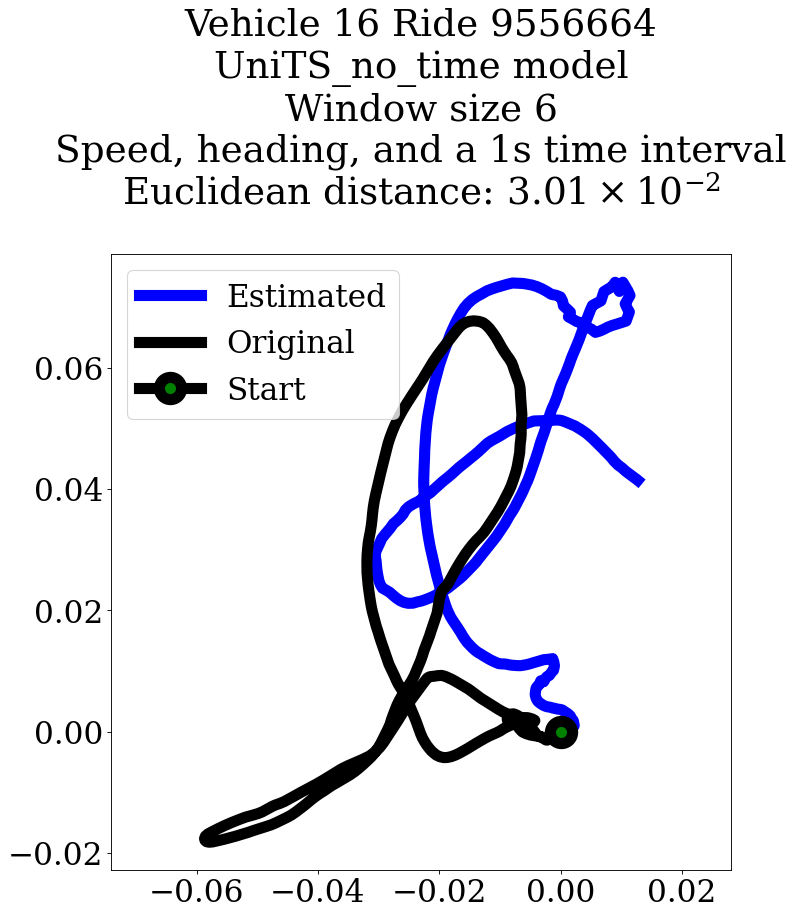 Vehicle 16 Ride 9556664
UniTS_no_time model
Window size 6
Speed, heading, and a 1s time interval
Euclidean distance: 3.01 × 10⁻²
Estimated
Original
Start
0.06
0.04
0.02
0.00
−0.02
−0.06 −0.04 −0.02 0.00 0.02